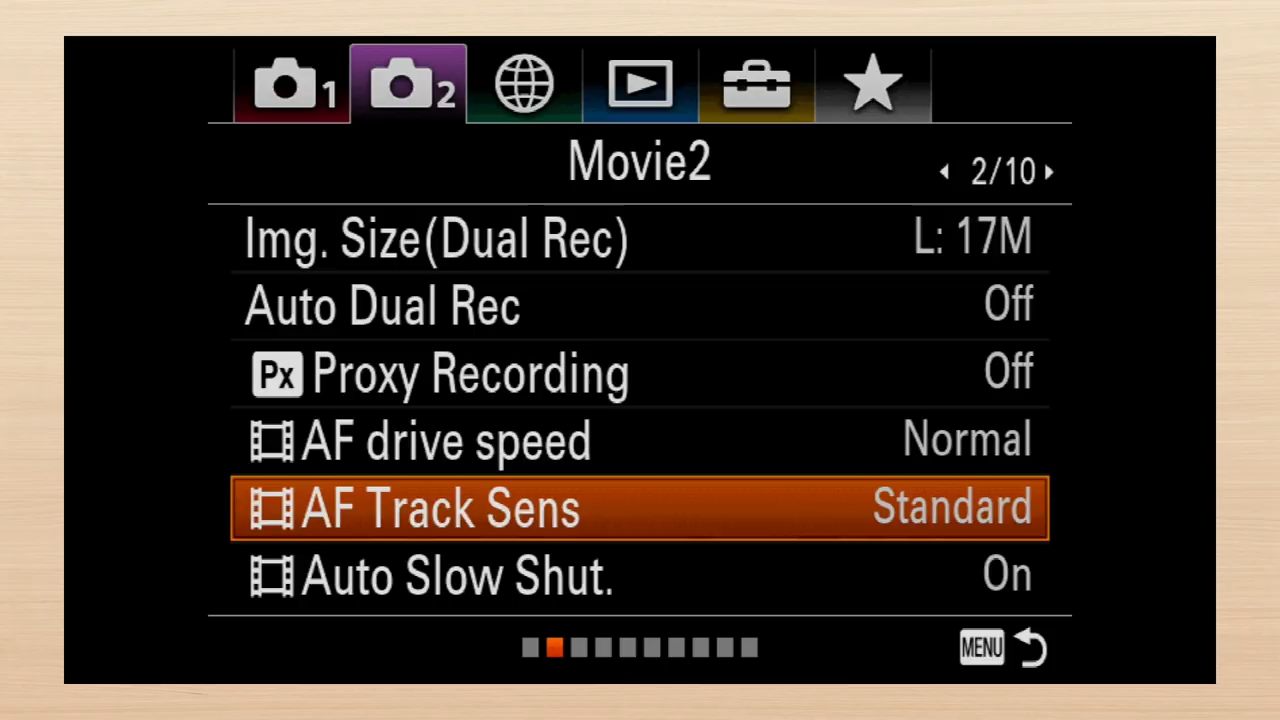 1 2
Movie2 2/10
Img. Size(Dual Rec) L: 17M
Auto Dual Rec Off
Px Proxy Recording Off
AF drive speed Normal
AF Track Sens Standard
Auto Slow Shut. On
MENU